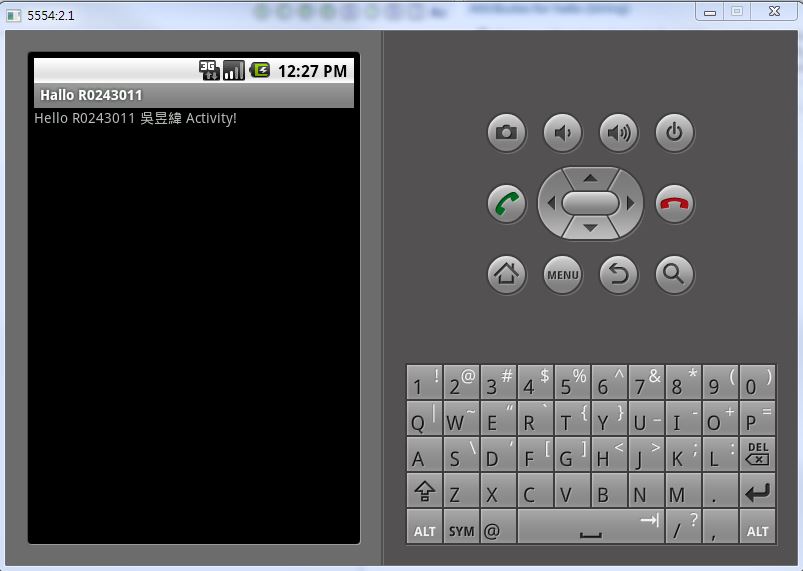 5554:2.1
3G 12:27 PM
Hallo R0243011
Hello R0243011 吳昱緯 Activity!
MENU
1 ! 2 @ 3 # 4 $ 5 % 6 ^ 7 & 8 * 9 ( 0 )
Q | W ~ E “ R ` T { Y } U _ I - O + P =
A S \ D ‘ F [ G ] H < J > K ; L : DEL
Z X C V B N M .
ALT SYM @ / ? , ALT